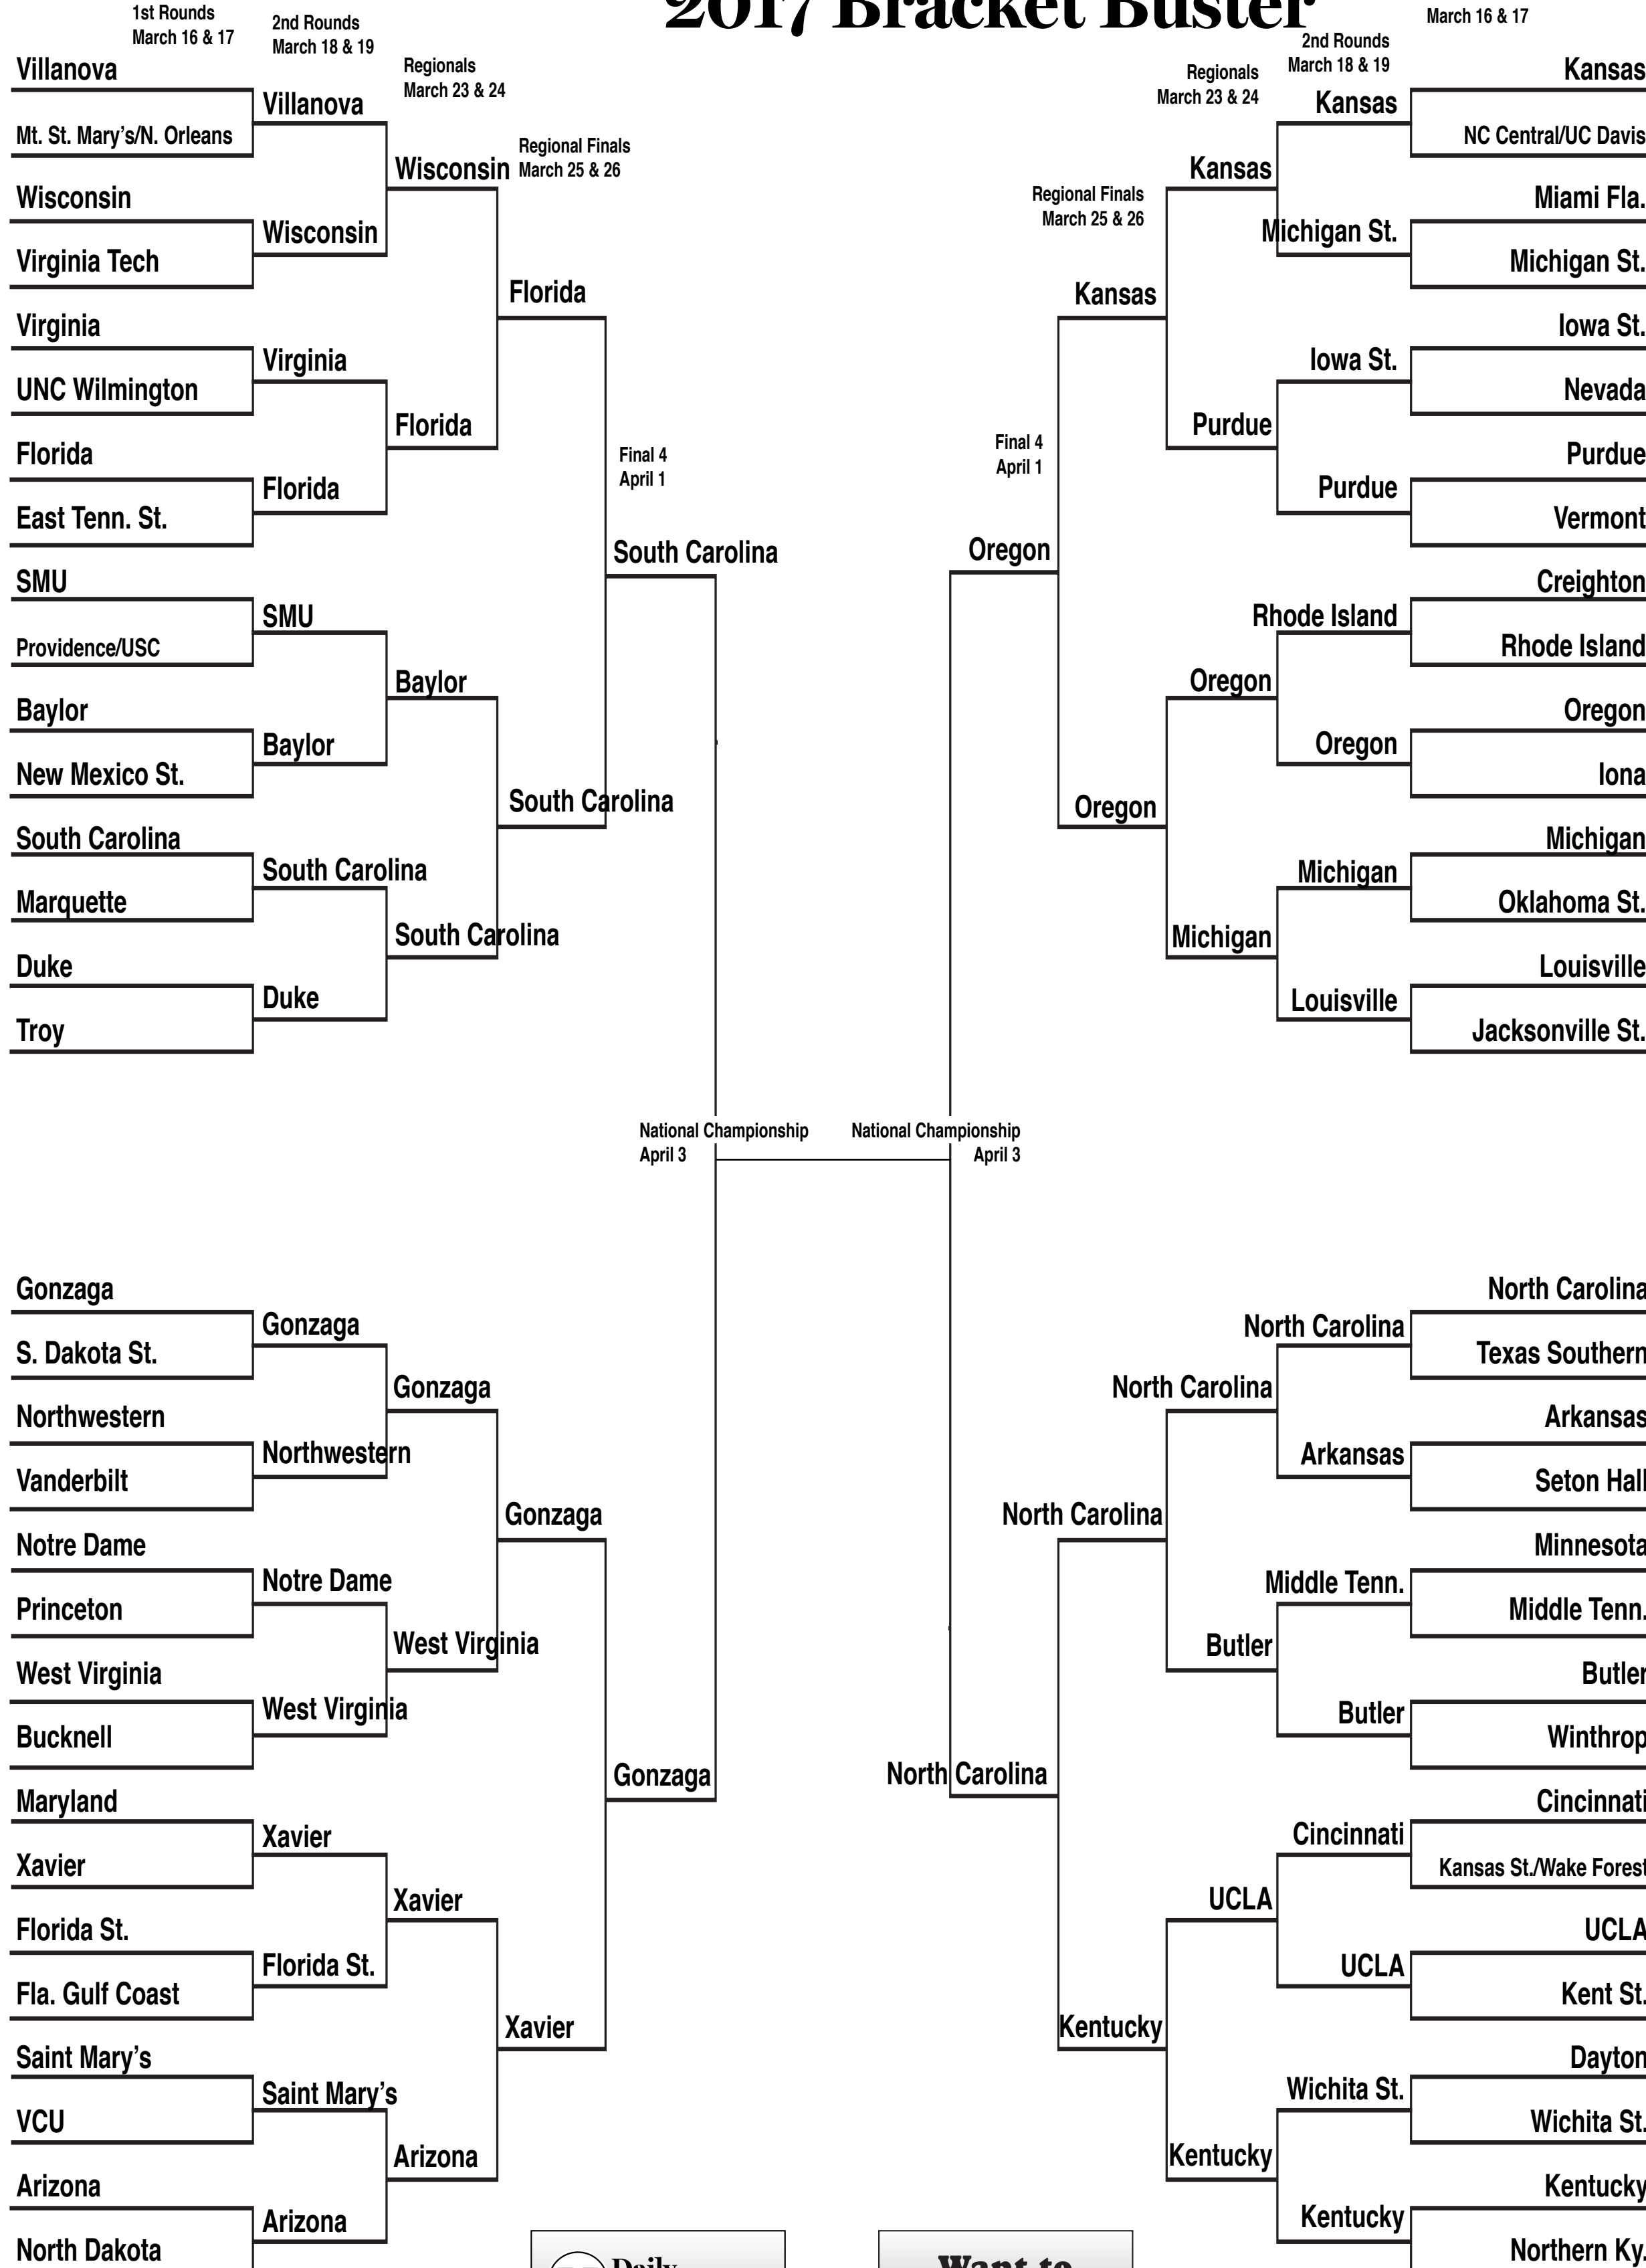 2017 Bracket Buster
1st Rounds
March 16 & 17
2nd Rounds
March 18 & 19
Regionals
March 23 & 24
Regional Finals
March 25 & 26
Final 4
April 1
Villanova
Mt. St. Mary’s/N. Orleans
Wisconsin
Virginia Tech
Virginia
UNC Wilmington
Florida
East Tenn. St.
SMU
Providence/USC
Baylor
New Mexico St.
South Carolina
Marquette
Duke
Troy
Villanova
Wisconsin
Virginia
Florida
SMU
Baylor
South Carolina
Duke
Wisconsin
Florida
Baylor
South Carolina
Florida
South Carolina
South Carolina
March 16 & 17
2nd Rounds
March 18 & 19
Regionals
March 23 & 24
Regional Finals
March 25 & 26
Final 4
April 1
Kansas
NC Central/UC Davis
Miami Fla.
Michigan St.
Iowa St.
Nevada
Purdue
Vermont
Creighton
Rhode Island
Oregon
Iona
Michigan
Oklahoma St.
Louisville
Jacksonville St.
Kansas
Michigan St.
Iowa St.
Purdue
Rhode Island
Oregon
Michigan
Louisville
Kansas
Purdue
Oregon
Michigan
Kansas
Oregon
Oregon
National Championship
April 3
National Championship
April 3
Gonzaga
S. Dakota St.
Northwestern
Vanderbilt
Notre Dame
Princeton
West Virginia
Bucknell
Maryland
Xavier
Florida St.
Fla. Gulf Coast
Saint Mary’s
VCU
Arizona
North Dakota
Gonzaga
Northwestern
Notre Dame
West Virginia
Xavier
Florida St.
Saint Mary’s
Arizona
Gonzaga
West Virginia
Xavier
Arizona
Gonzaga
Xavier
Gonzaga
North Carolina
Texas Southern
Arkansas
Seton Hall
Minnesota
Middle Tenn.
Butler
Winthrop
Cincinnati
Kansas St./Wake Forest
UCLA
Kent St.
Dayton
Wichita St.
Kentucky
Northern Ky.
North Carolina
Arkansas
Middle Tenn.
Butler
Cincinnati
UCLA
Wichita St.
Kentucky
North Carolina
Butler
UCLA
Kentucky
North Carolina
Kentucky
North Carolina
Daily
Want to